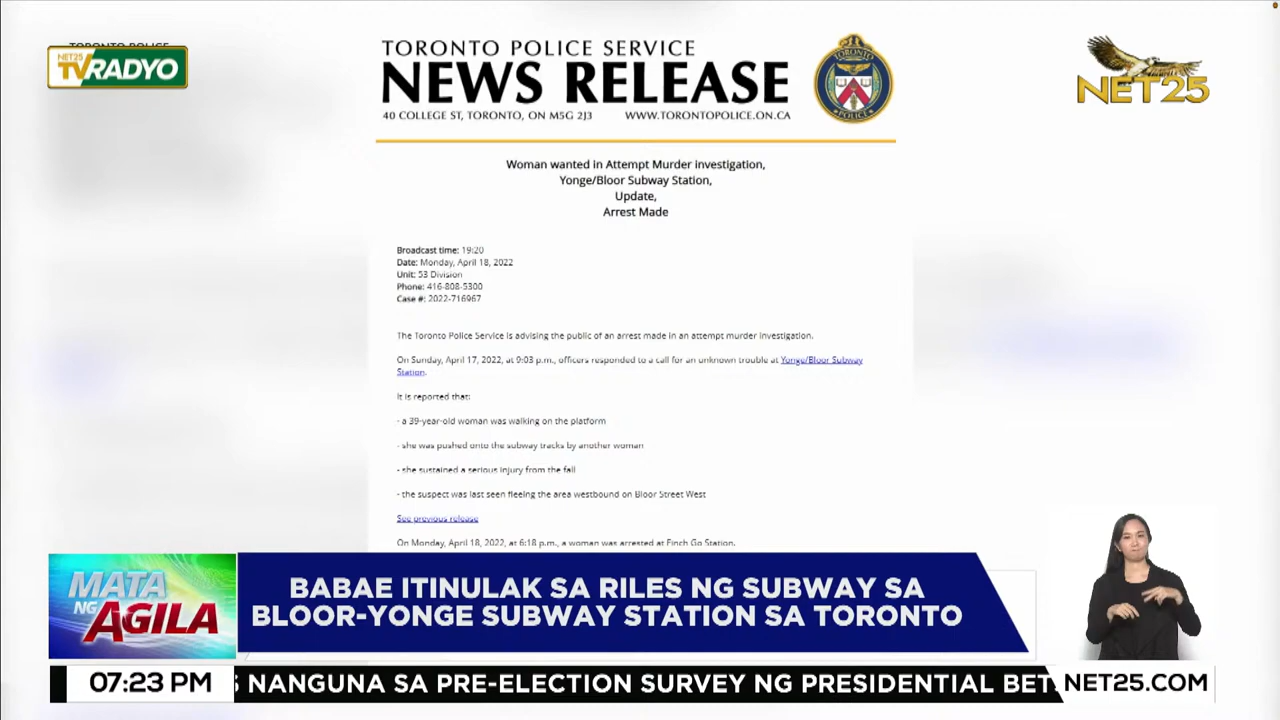 TORONTO POLICE
NET25
TV RADYO
TORONTO POLICE SERVICE
NEWS RELEASE
40 COLLEGE ST, TORONTO, ON M5G 2J3 WWW.TORONTOPOLICE.ON.CA
TORONTO
POLICE
NET25
Woman wanted in Attempt Murder investigation,
Yonge/Bloor Subway Station,
Update,
Arrest Made
Broadcast time: 19:20
Date: Monday, April 18, 2022
Unit: 53 Division
Phone: 416-808-5300
Case #: 2022-716967
The Toronto Police Service is advising the public of an arrest made in an attempt murder investigation.
On Sunday, April 17, 2022, at 9:03 p.m., officers responded to a call for an unknown trouble at Yonge/Bloor Subway
Station.
It is reported that:
- a 39-year-old woman was walking on the platform
- she was pushed onto the subway tracks by another woman
- she sustained a serious injury from the fall
- the suspect was last seen fleeing the area westbound on Bloor Street West
See previous release
On Monday, April 18, 2022, at 6:18 p.m., a woman was arrested at Finch Go Station.
MATA
NG
AGILA
BABAE ITINULAK SA RILES NG SUBWAY SA
BLOOR-YONGE SUBWAY STATION SA TORONTO
07:23 PM
S NANGUNA SA PRE-ELECTION SURVEY NG PRESIDENTIAL BET
NET25.COM